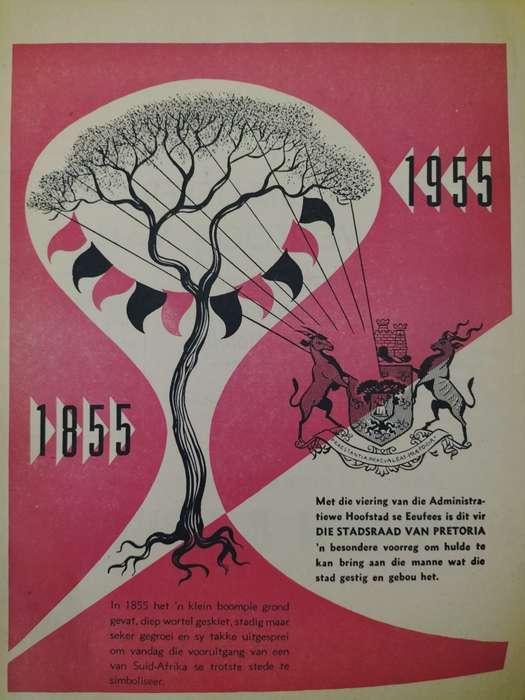 1955
1855
PRAESTANTIA PRAEVALEAT PRAETORIA
Met die viering van die Administra-
tiewe Hoofstad se Eeufees is dit vir
DIE STADSRAAD VAN PRETORIA
'n besondere voorreg om hulde te
kan bring aan die manne wat die
stad gestig en gebou het.
In 1855 het 'n klein boompie grond
gevat, diep wortel geskiet, stadig maar
seker gegroei en sy takke uitgesprei
om vandag die vooruitgang van een
van Suid-Afrika se trotste stede te
simboliseer.